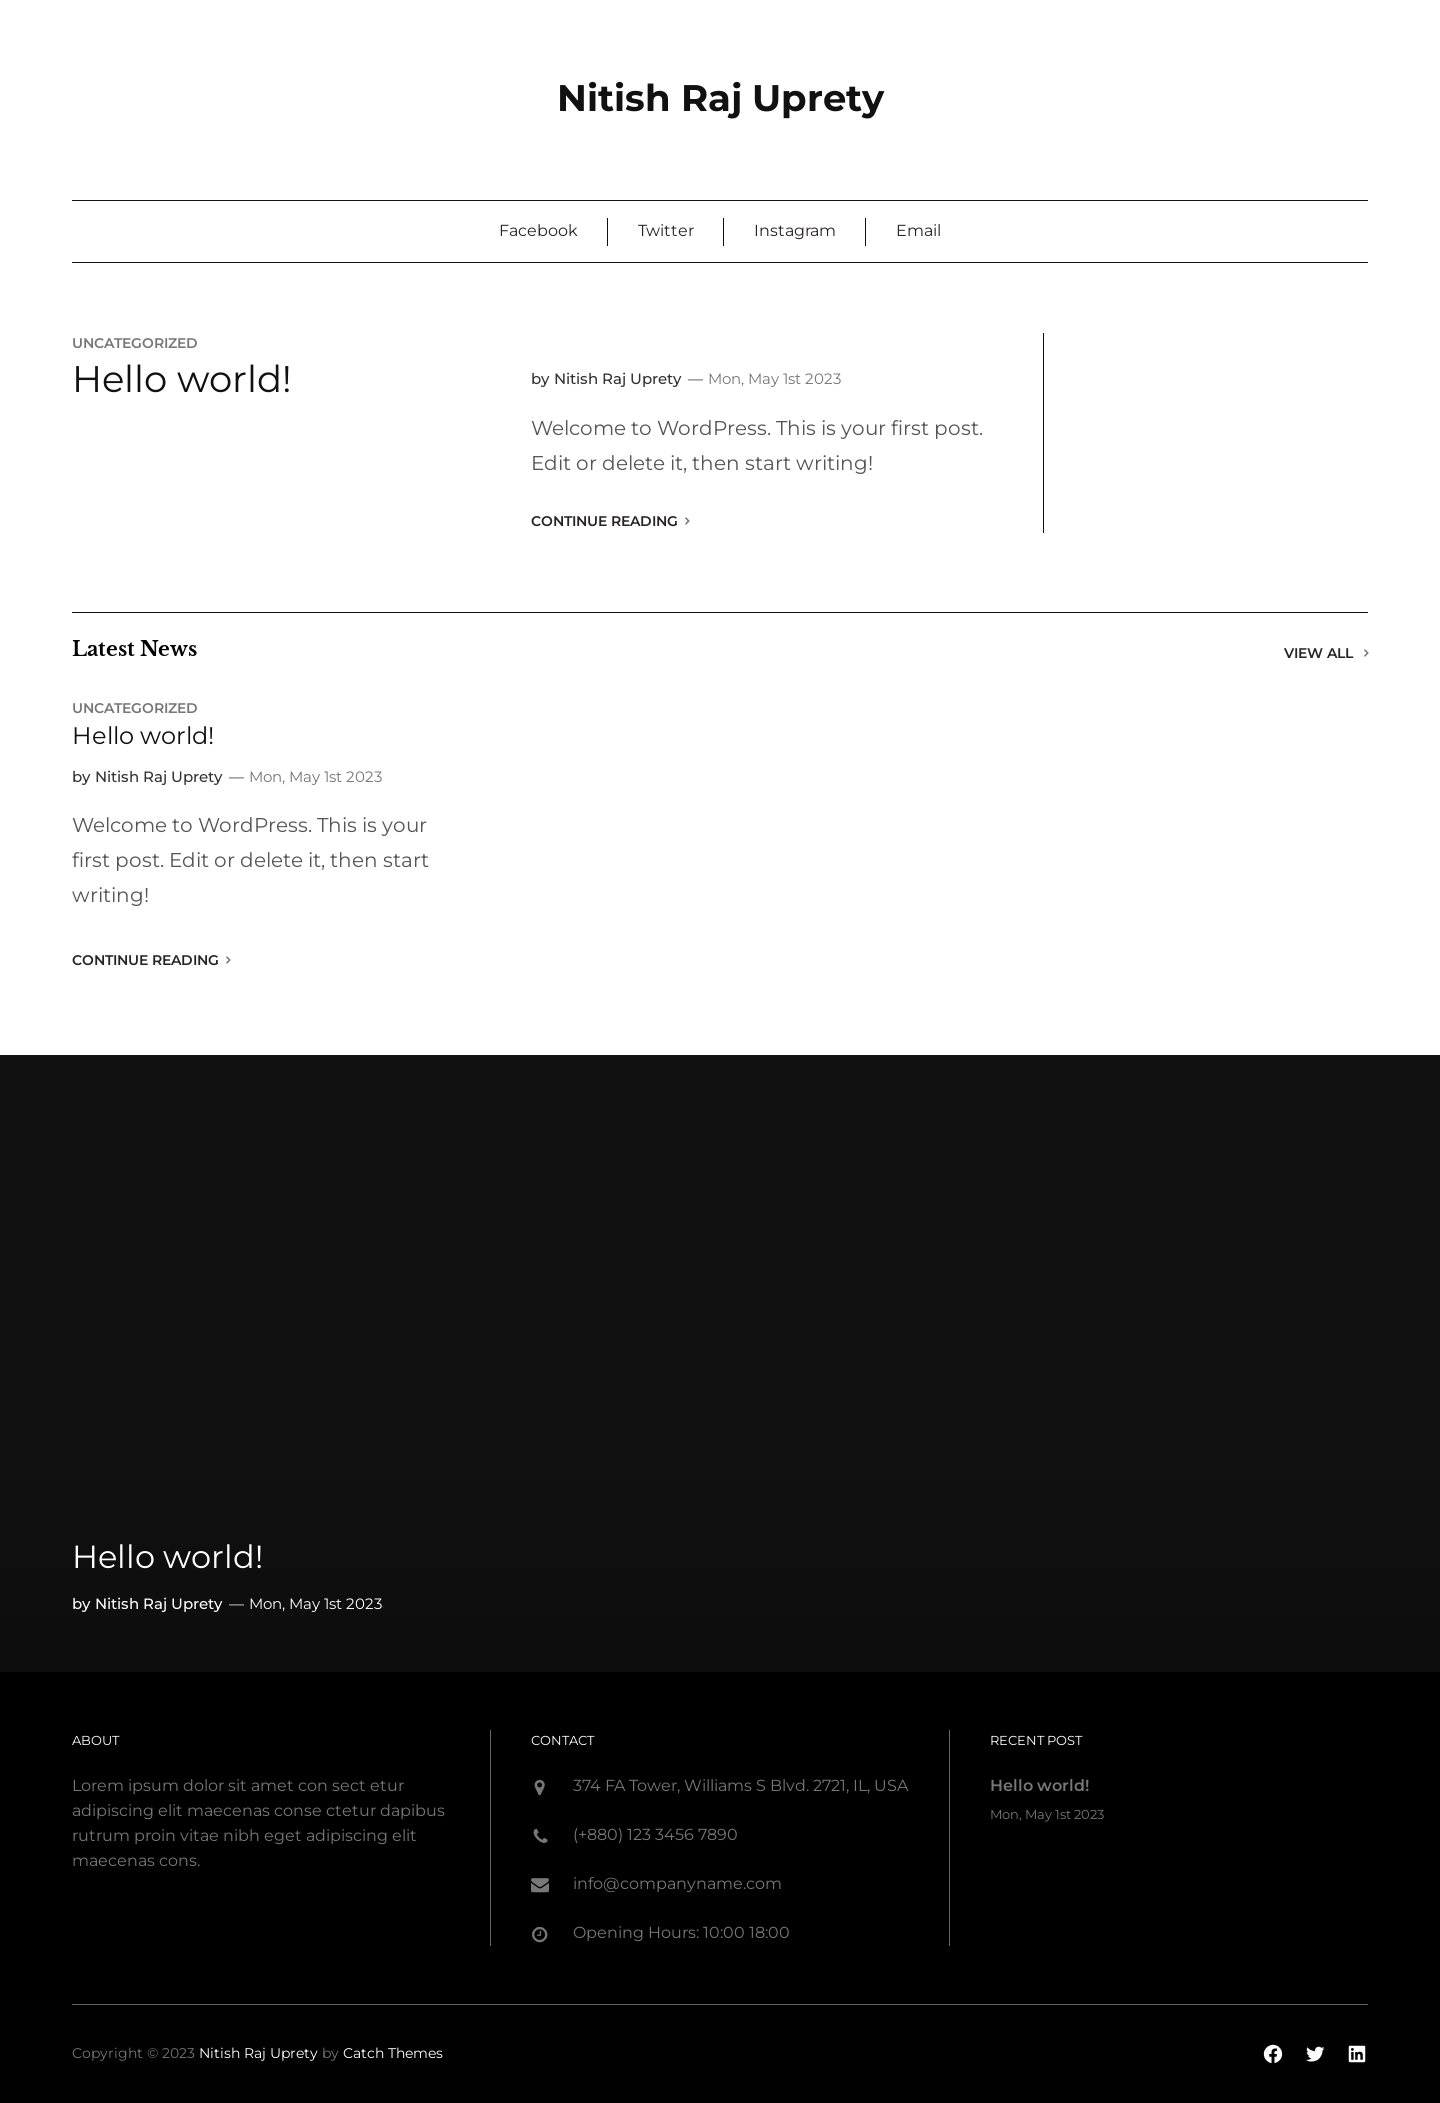 Nitish Raj Uprety
Facebook
Twitter
Instagram
Email
UNCATEGORIZED
Hello world!
by Nitish Raj Uprety — Mon, May 1st 2023
Welcome to WordPress. This is your first post.
Edit or delete it, then start writing!
CONTINUE READING
Latest News
VIEW ALL
UNCATEGORIZED
Hello world!
by Nitish Raj Uprety — Mon, May 1st 2023
Welcome to WordPress. This is your
first post. Edit or delete it, then start
writing!
CONTINUE READING
Hello world!
by Nitish Raj Uprety — Mon, May 1st 2023
ABOUT
Lorem ipsum dolor sit amet con sect etur
adipiscing elit maecenas conse ctetur dapibus
rutrum proin vitae nibh eget adipiscing elit
maecenas cons.
CONTACT
374 FA Tower, Williams S Blvd. 2721, IL, USA
(+880) 123 3456 7890
info@companyname.com
Opening Hours: 10:00 18:00
RECENT POST
Hello world!
Mon, May 1st 2023
Copyright © 2023 Nitish Raj Uprety by Catch Themes